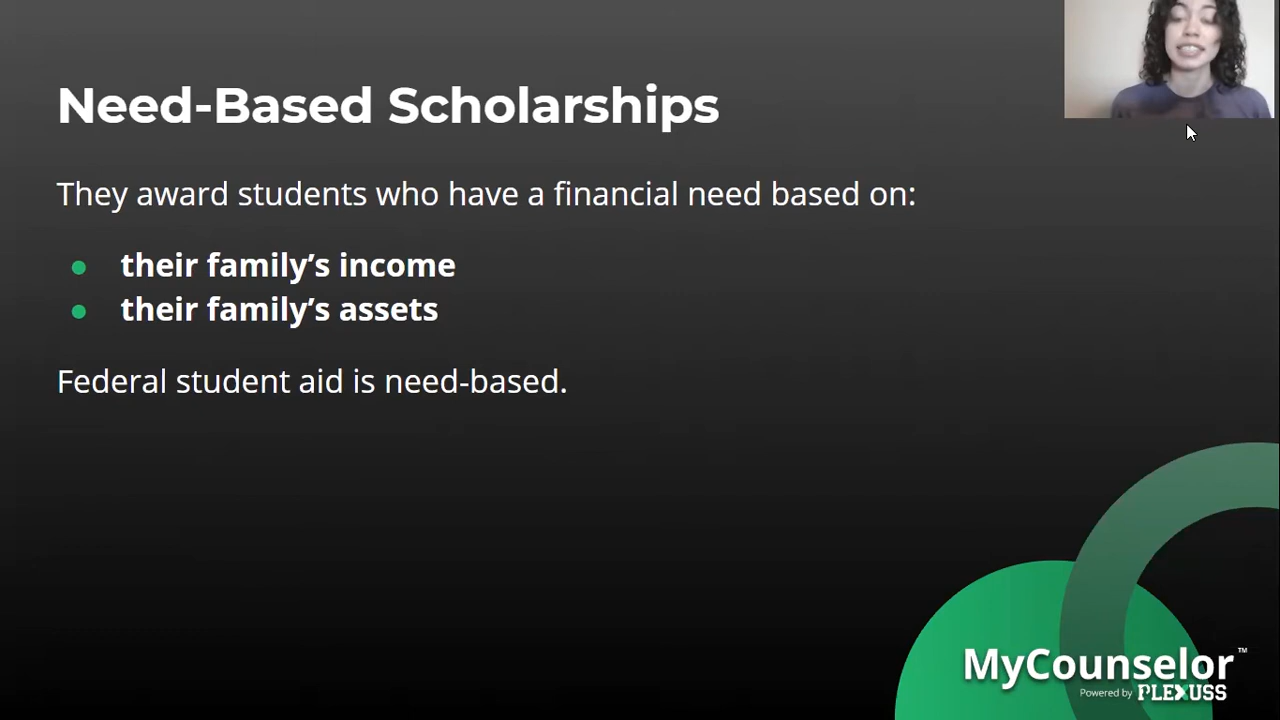 Need-Based Scholarships
They award students who have a financial need based on:
● their family’s income
● their family’s assets
Federal student aid is need-based.
MyCounselor™
Powered by PLEXUSS